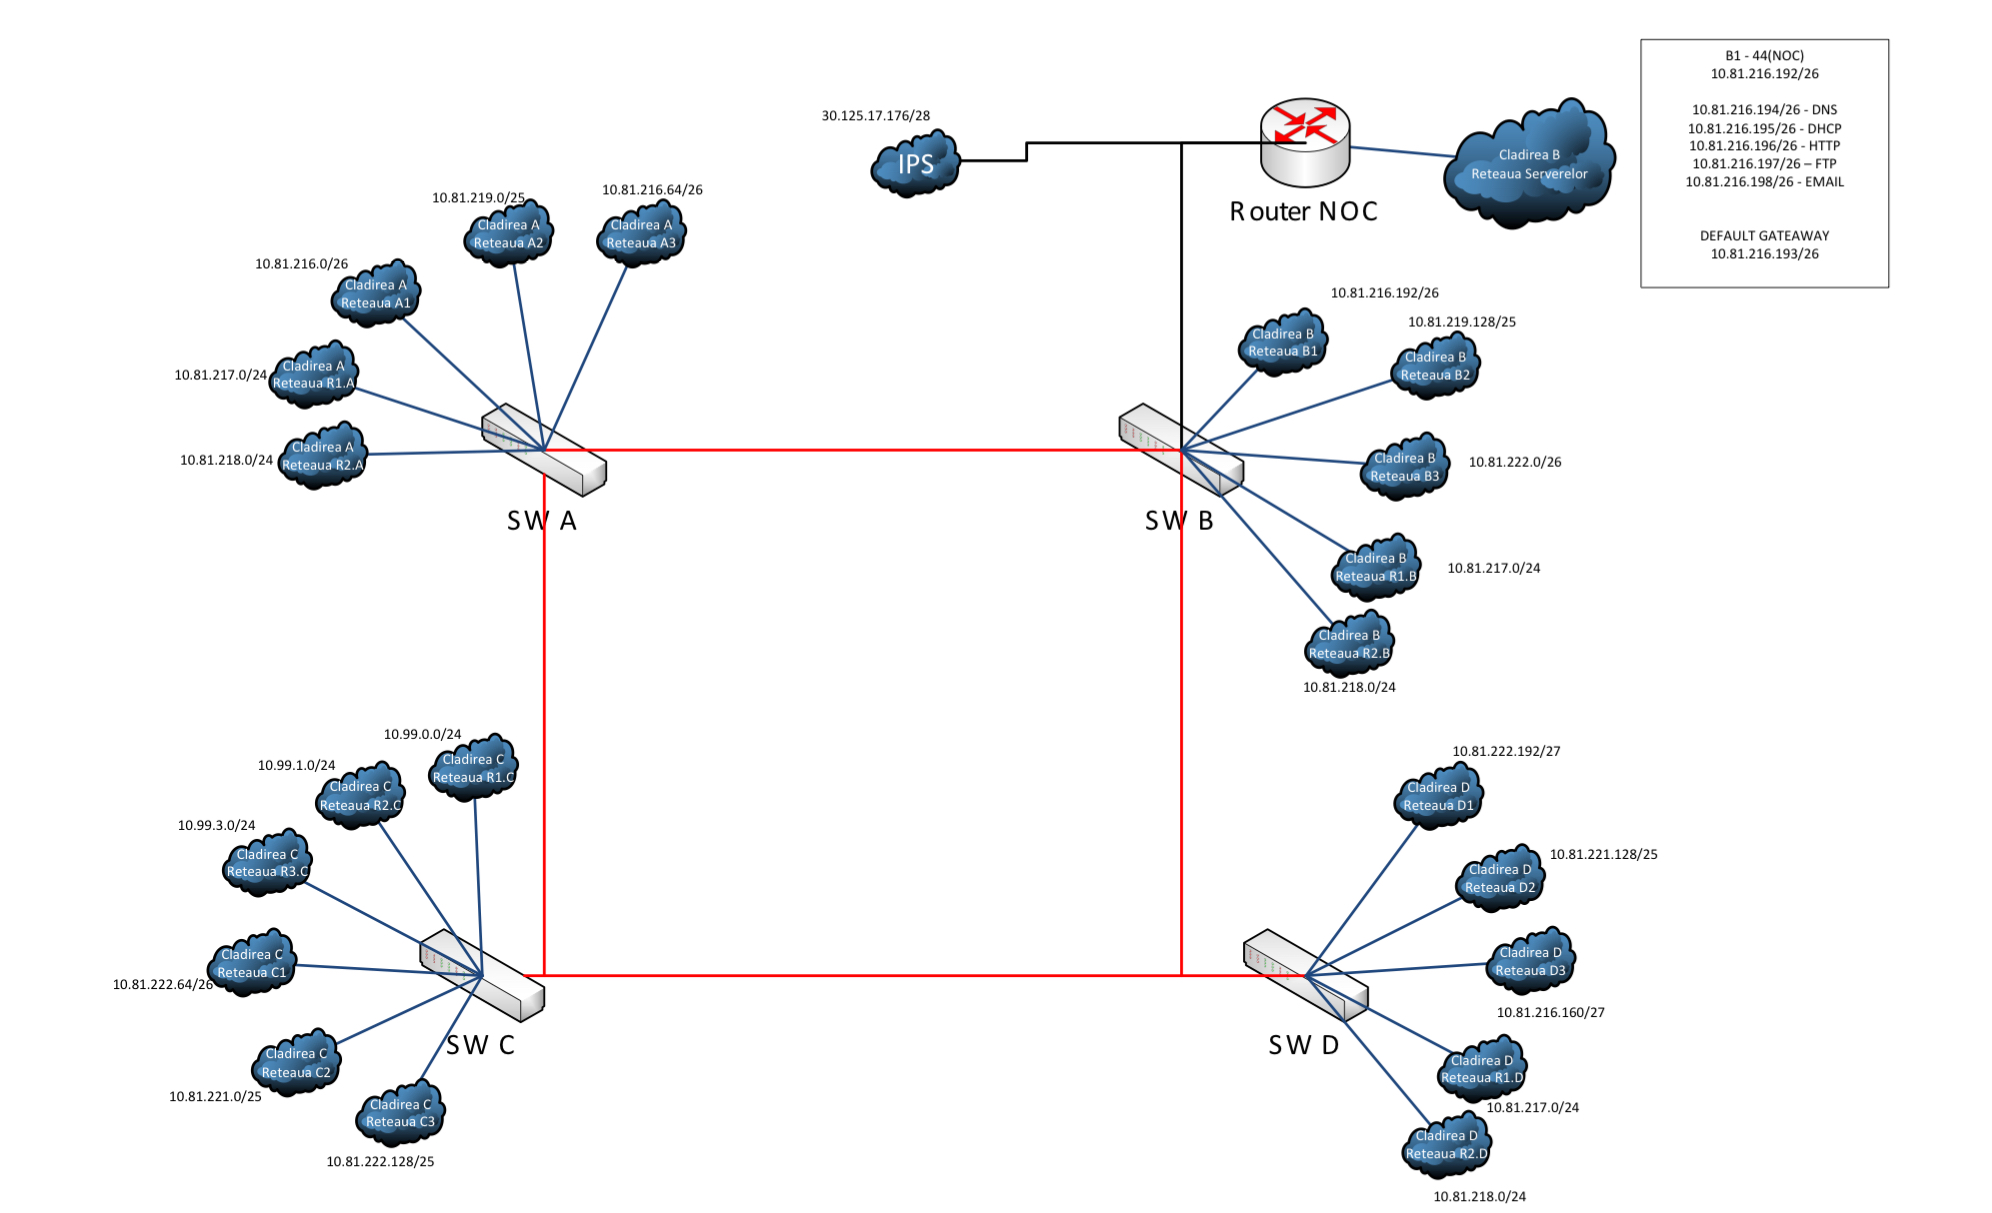 B1 - 44(NOC)
10.81.216.192/26
10.81.216.194/26 - DNS
10.81.216.195/26 - DHCP
10.81.216.196/26 - HTTP
10.81.216.197/26 – FTP
10.81.216.198/26 - EMAIL
DEFAULT GATEAWAY
10.81.216.193/26
30.125.17.176/28
IPS
Router NOC
Cladirea B
Reteaua Serverelor
10.81.219.0/25
Cladirea A
Reteaua A2
10.81.216.64/26
Cladirea A
Reteaua A3
10.81.216.0/26
Cladirea A
Reteaua A1
10.81.217.0/24
Cladirea A
Reteaua R1.A
10.81.218.0/24
Cladirea A
Reteaua R2.A
SW A
10.81.216.192/26
Cladirea B
Reteaua B1
10.81.219.128/25
Cladirea B
Reteaua B2
Cladirea B
Reteaua B3
10.81.222.0/26
SW B
Cladirea B
Reteaua R1.B
10.81.217.0/24
Cladirea B
Reteaua R2.B
10.81.218.0/24
10.99.0.0/24
Cladirea C
Reteaua R1.C
10.99.1.0/24
Cladirea C
Reteaua R2.C
10.99.3.0/24
Cladirea C
Reteaua R3.C
Cladirea C
Reteaua C1
10.81.222.64/26
SW C
Cladirea C
Reteaua C2
10.81.221.0/25
Cladirea C
Reteaua C3
10.81.222.128/25
10.81.222.192/27
Cladirea D
Reteaua D1
10.81.221.128/25
Cladirea D
Reteaua D2
Cladirea D
Reteaua D3
10.81.216.160/27
SW D
Cladirea D
Reteaua R1.D
10.81.217.0/24
Cladirea D
Reteaua R2.D
10.81.218.0/24